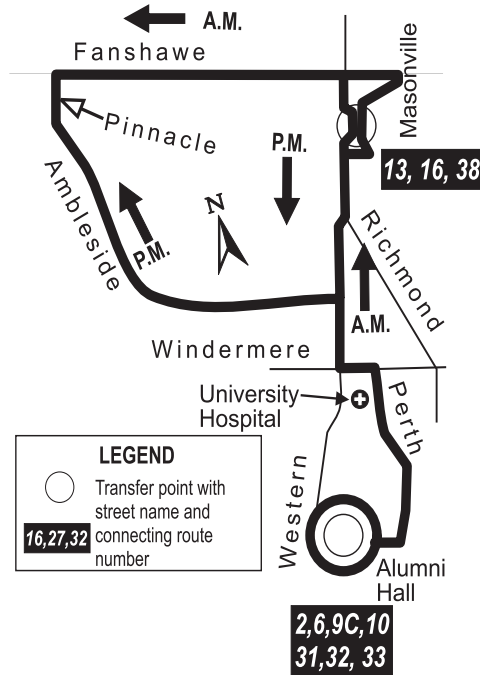 A.M.
Fanshawe
Masonville
Pinnacle
P.M.
13, 16, 38
Ambleside
N
P.M.
Richmond
A.M.
Windermere
University
Hospital
Perth
LEGEND
Transfer point with
street name and
connecting route
number
16,27,32
Western
Alumni
Hall
2,6,9C,10
31,32, 33